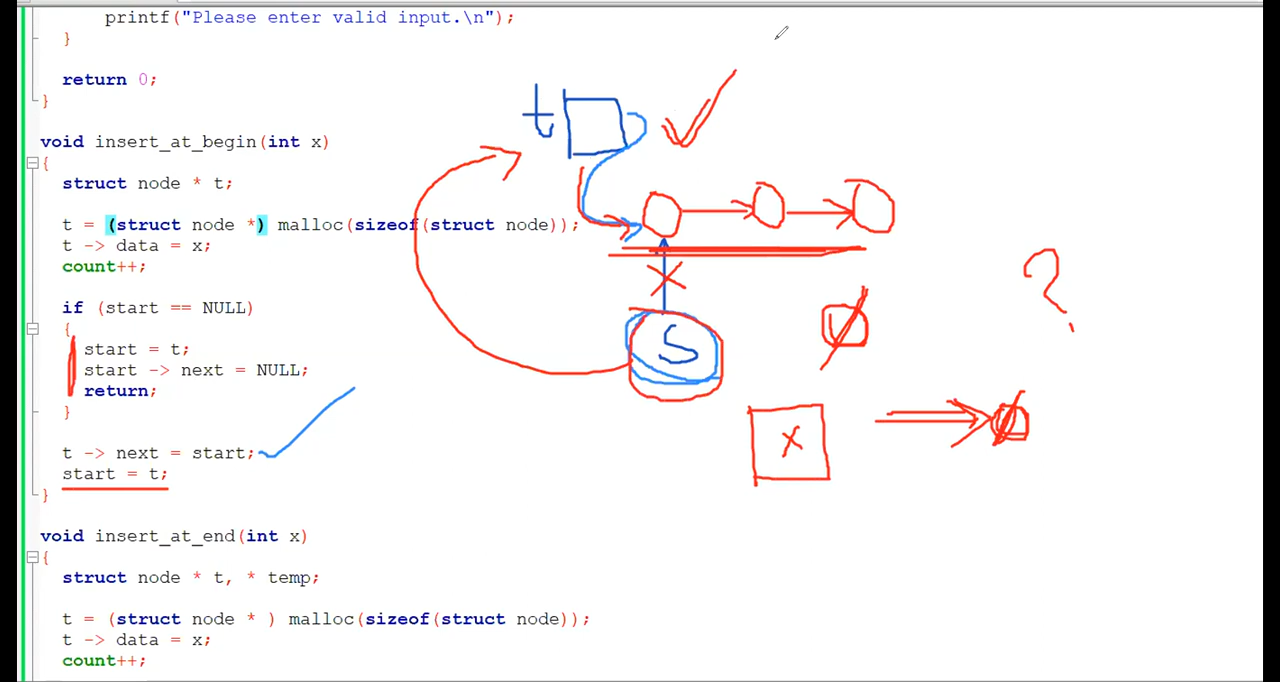 printf("Please enter valid input.\n");
}
return 0;
}
void insert_at_begin(int x)
{
struct node * t;
t = (struct node *) malloc(sizeof(struct node));
t -> data = x;
count++;
if (start == NULL)
{
start = t;
start -> next = NULL;
return;
}
t -> next = start;
start = t;
}
void insert_at_end(int x)
{
struct node * t, * temp;
t = (struct node * ) malloc(sizeof(struct node));
t -> data = x;
count++;
t
S
x
?